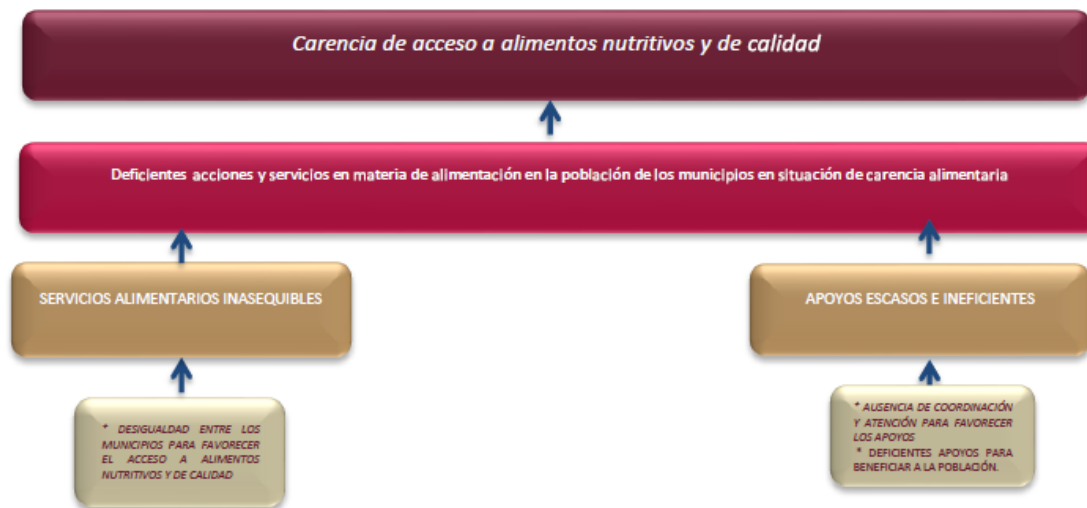 Carencia de acceso a alimentos nutritivos y de calidad
Deficientes acciones y servicios en materia de alimentación en la población de los municipios en situación de carencia alimentaria
SERVICIOS ALIMENTARIOS INASEQUIBLES
APOYOS ESCASOS E INEFICIENTES
* DESIGUALDAD ENTRE LOS
MUNICIPIOS PARA FAVORECER
EL ACCESO A ALIMENTOS
NUTRITIVOS Y DE CALIDAD
* AUSENCIA DE COORDINACIÓN
Y ATENCIÓN PARA FAVORECER
LOS APOYOS
* DEFICIENTES APOYOS PARA
BENEFICIAR A LA POBLACIÓN.